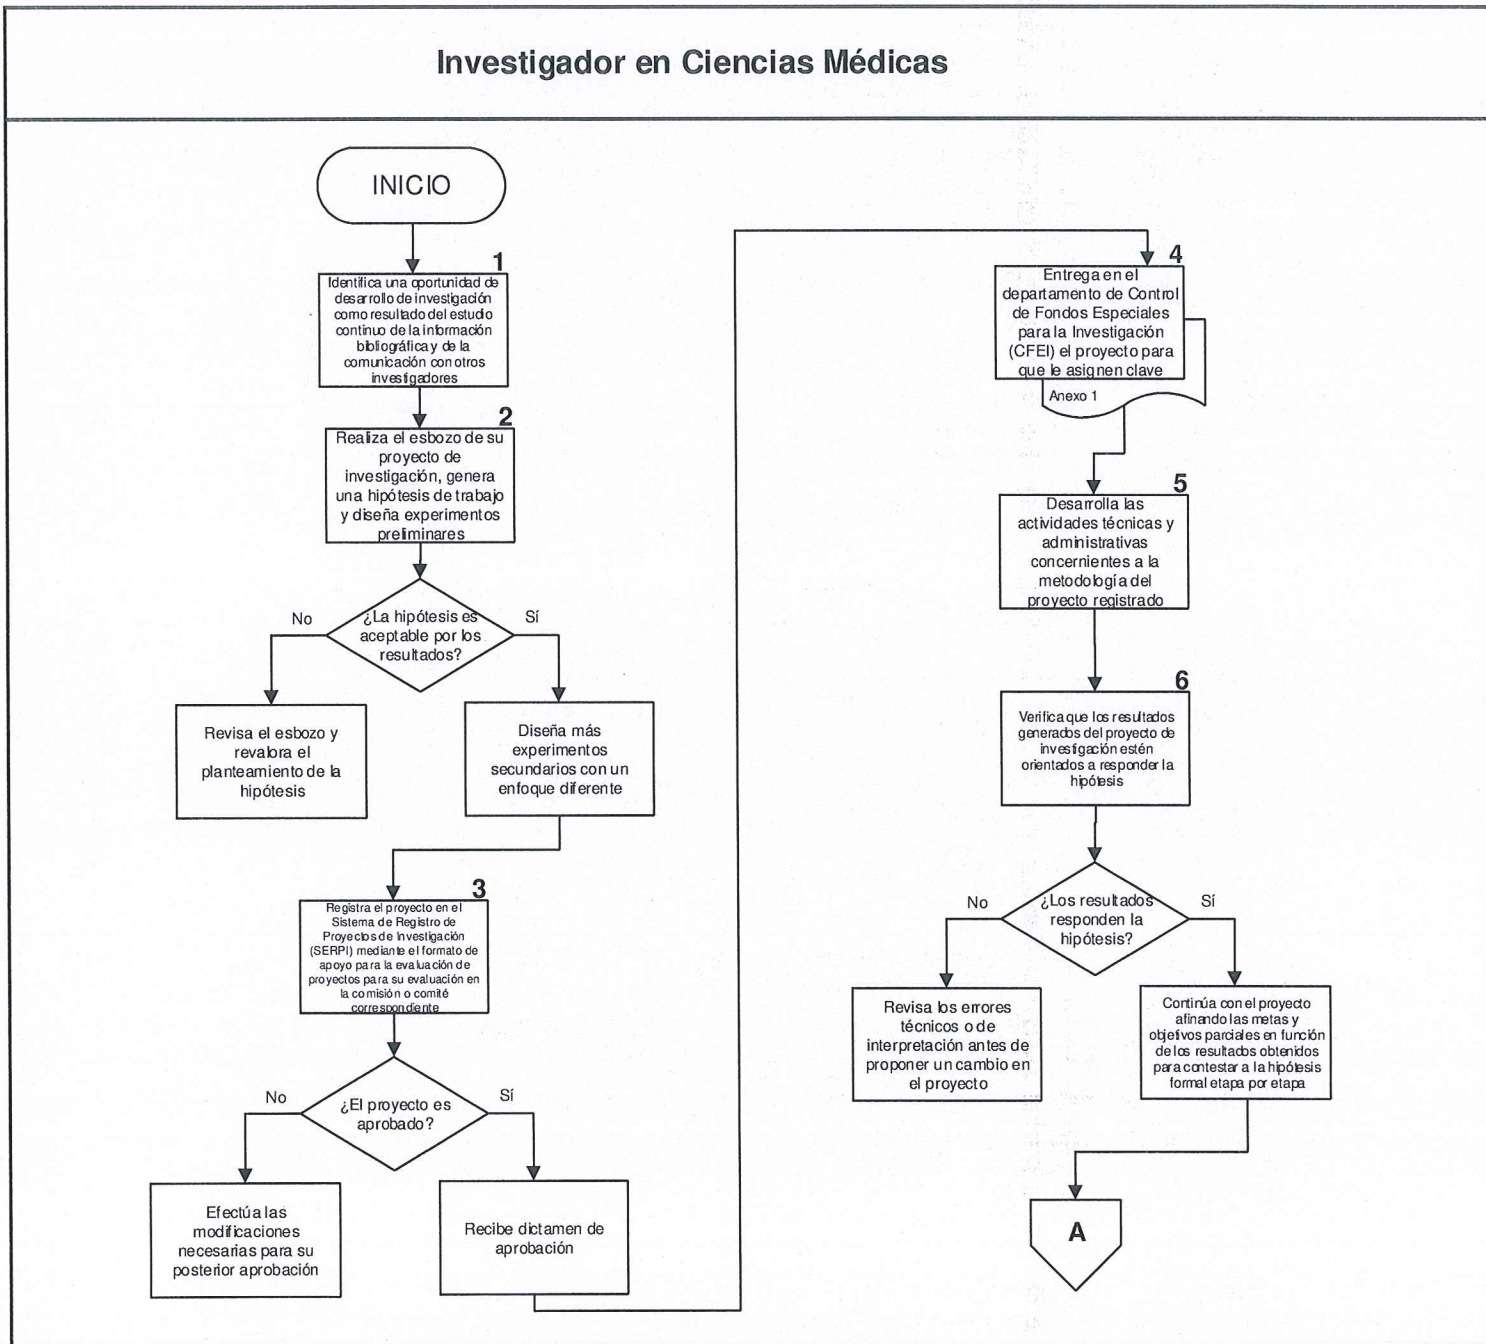 Investigador en Ciencias Médicas
INICIO
1
Identifica una oportunidad de
desarrollo de investigación
como resultado del estudio
continuo de la información
bibliográfica y de la
comunicación con otros
investigadores
2
Realiza el esbozo de su
proyecto de
investigación, genera
una hipótesis de trabajo
y diseña experimentos
preliminares
¿La hipótesis es
aceptable por los
resultados?
No
Sí
Revisa el esbozo y
revalora el
planteamiento de la
hipótesis
Diseña más
experimentos
secundarios con un
enfoque diferente
3
Registra el proyecto en el
Sistema de Registro de
Proyectos de Investigación
(SERPI) mediante el formato de
apoyo para la evaluación de
proyectos para su evaluación en
la comisión o comité
correspondiente
¿El proyecto es
aprobado?
No
Sí
Efectúa las
modificaciones
necesarias para su
posterior aprobación
Recibe dictamen de
aprobación
4
Entrega en el
departamento de Control
de Fondos Especiales
para la Investigación
(CFEI) el proyecto para
que le asignen clave
Anexo 1
5
Desarrolla las
actividades técnicas y
administrativas
concernientes a la
metodología del
proyecto registrado
6
Verifica que los resultados
generados del proyecto de
investigación estén
orientados a responder la
hipótesis
¿Los resultados
responden la
hipótesis?
No
Sí
Revisa los errores
técnicos o de
interpretación antes de
proponer un cambio en
el proyecto
Continúa con el proyecto
afinando las metas y
objetivos parciales en función
de los resultados obtenidos
para contestar a la hipótesis
formal etapa por etapa
A